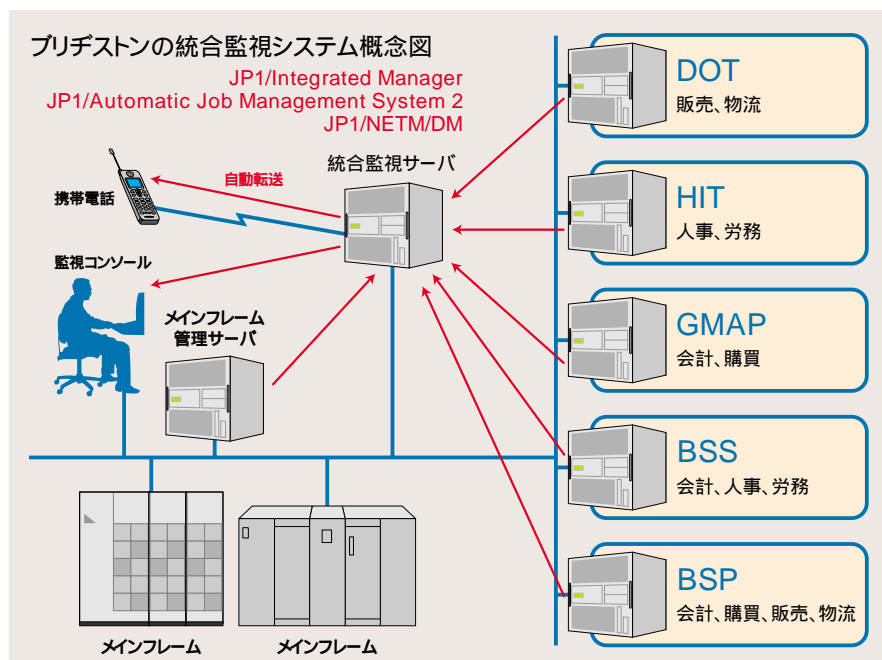 ブリヂストンの統合監視システム概念図
JP1/Integrated Manager
JP1/Automatic Job Management System 2
JP1/NETM/DM
統合監視サーバ
自動転送
携帯電話
監視コンソール
メインフレーム
管理サーバ
メインフレーム
メインフレーム
DOT
販売、物流
HIT
人事、労務
GMAP
会計、購買
BSS
会計、人事、労務
BSP
会計、購買、販売、物流